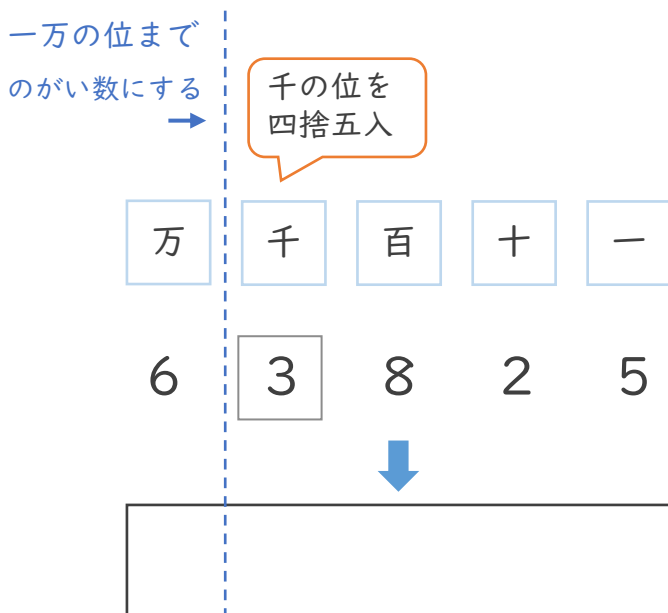 一万の位まで
のがい数にする
千の位を
四捨五入
万 千 百 十 一
6 3 8 2 5